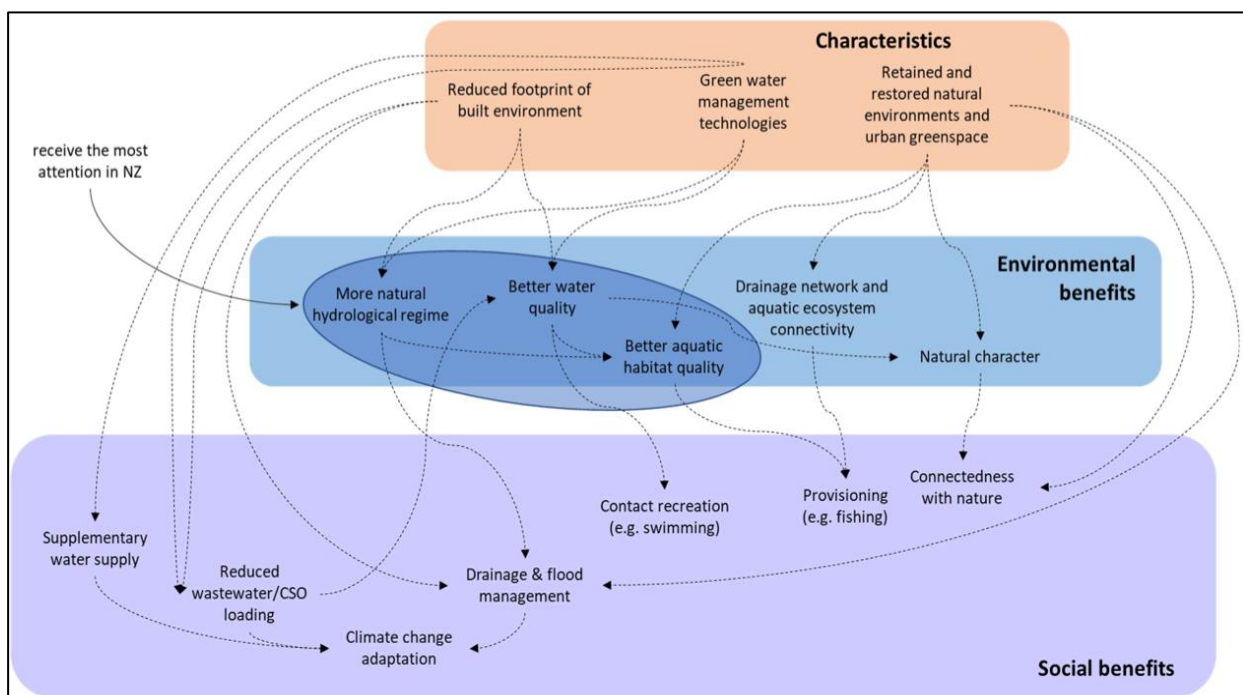 Characteristics
Reduced footprint of
built environment
Green water
management
technologies
Retained and
restored natural
environments and
urban greenspace
receive the most
attention in NZ
Environmental
benefits
More natural
hydrological regime
Better water
quality
Drainage network and
aquatic ecosystem
connectivity
Better aquatic
habitat quality
Natural character
Connectedness
with nature
Provisioning
(e.g. fishing)
Contact recreation
(e.g. swimming)
Supplementary
water supply
Reduced
wastewater/CSO
loading
Drainage & flood
management
Climate change
adaptation
Social benefits